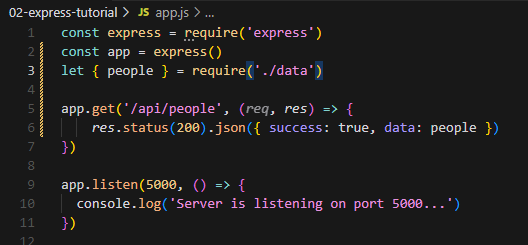 02-express-tutorial > JS app.js > ...
1 const express = require('express')
2 const app = express()
3 let { people } = require('./data')
4
5 app.get('/api/people', (req, res) => {
6     res.status(200).json({ success: true, data: people })
7 })
8
9 app.listen(5000, () => {
10   console.log('Server is listening on port 5000...')
11 })